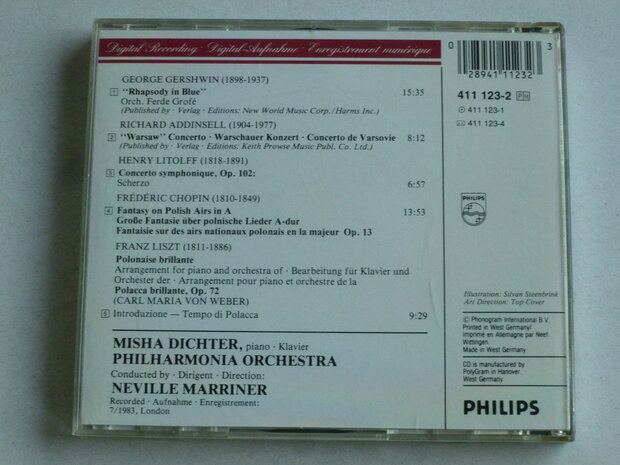 Digital Recording · Digital-Aufnahme · Enregistrement numérique
GEORGE GERSHWIN (1898-1937)
1 "Rhapsody in Blue" 15:35
Orch. Ferde Grofé
(Published by · Verlag · Editions: New World Music Corp./Harms Inc.)
RICHARD ADDINSELL (1904-1977)
2 "Warsaw" Concerto · Warschauer Konzert · Concerto de Varsovie 8:12
(Published by · Verlag · Editions: Keith Prowse Music Publ. Co. Ltd.)
HENRY LITOLFF (1818-1891)
3 Concerto symphonique, Op. 102:
Scherzo 6:57
FRÉDÉRIC CHOPIN (1810-1849)
4 Fantasy on Polish Airs in A 13:53
Große Fantasie über polnische Lieder A-dur
Fantaisie sur des airs nationaux polonais en la majeur Op. 13
FRANZ LISZT (1811-1886)
Polonaise brillante
Arrangement for piano and orchestra of · Bearbeitung für Klavier und
Orchester der · Arrangement pour piano et orchestre de la
Polacca brillante, Op. 72
(CARL MARIA VON WEBER)
5 Introduzione — Tempo di Polacca 9:29
MISHA DICHTER, piano · Klavier
PHILHARMONIA ORCHESTRA
Conducted by · Dirigent · Direction:
NEVILLE MARRINER
Recorded · Aufnahme · Enregistrement:
7/1983, London
0 28941 11232 3
411 123-2 PH
411 123-1
411 123-4
PHILIPS
Illustration: Silvan Steenbrink
Art Direction: Top Cover
Ⓟ Phonogram International B.V.
Printed in West Germany/
Imprimé en Allemagne par Neef.
Wittingen.
Made in West Germany
CD is manufactured by
PolyGram in Hanover,
West Germany
PHILIPS